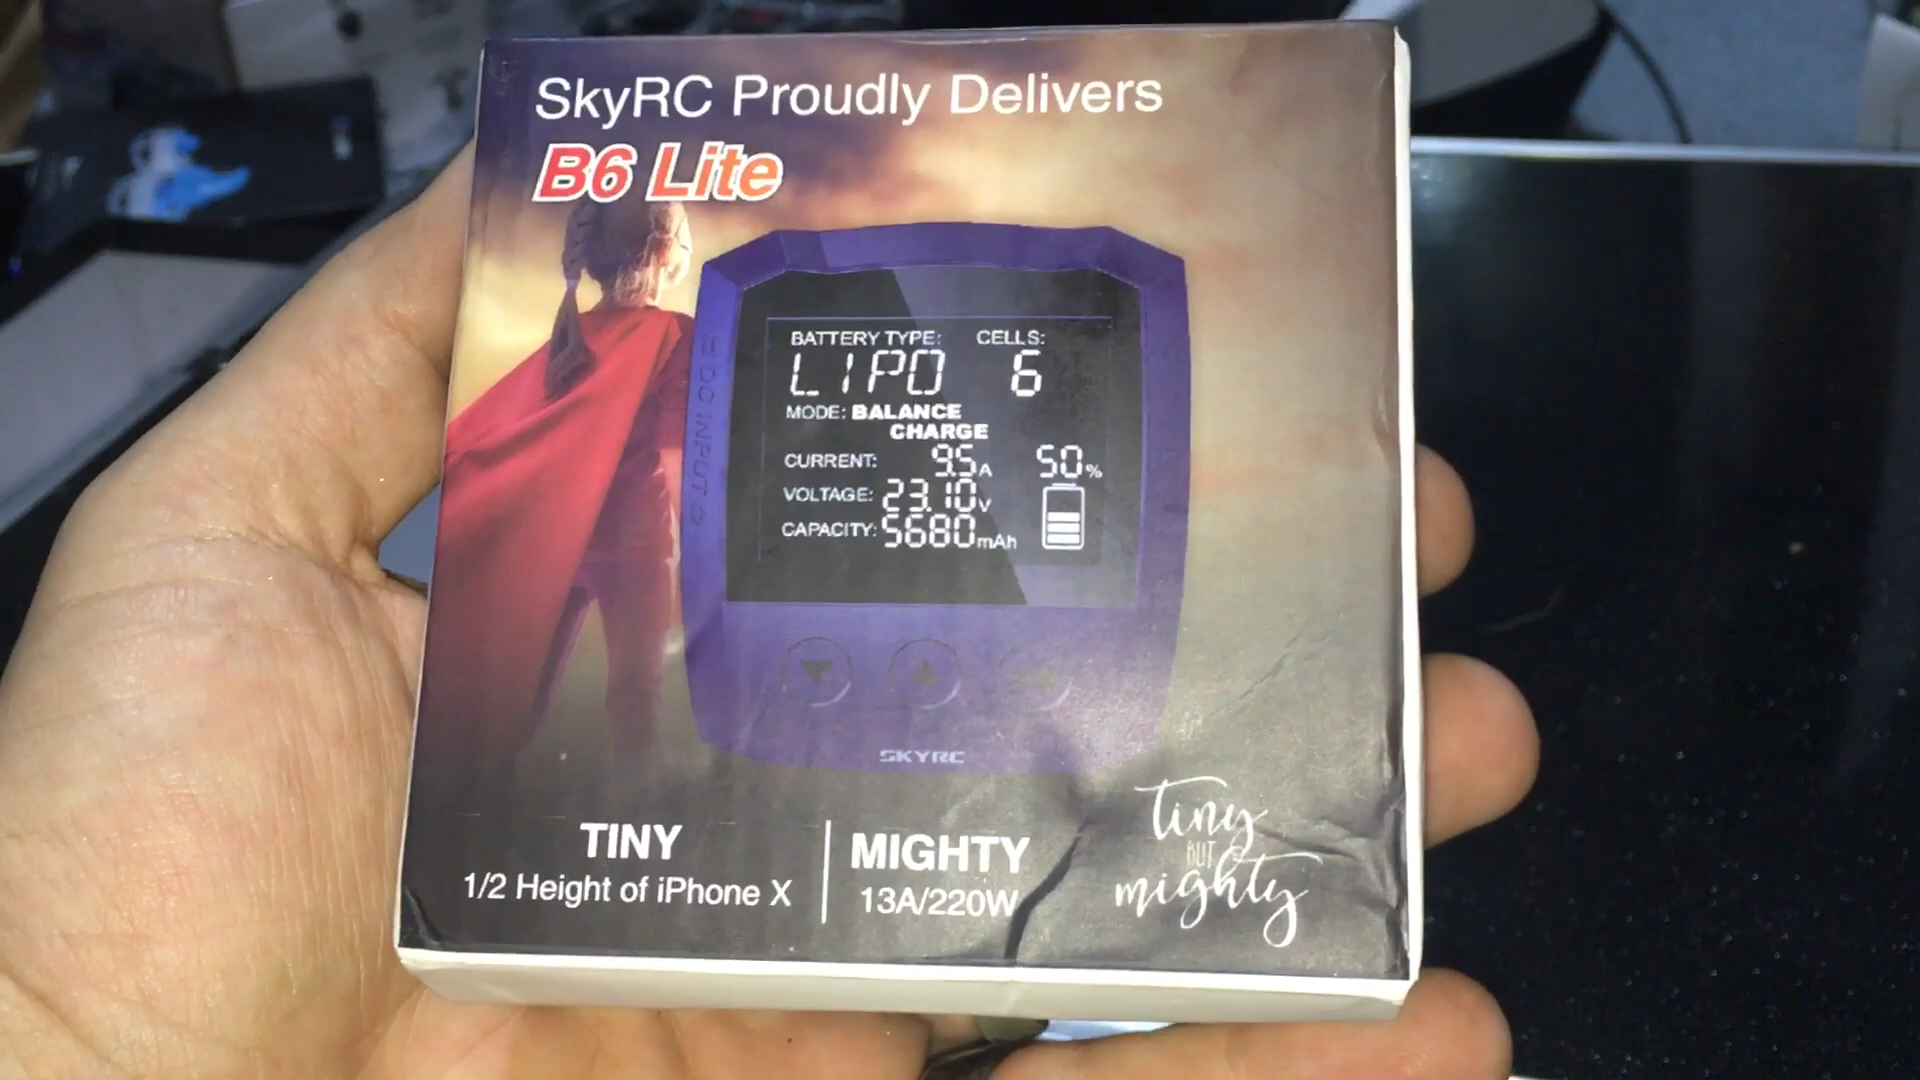 SkyRC Proudly Delivers
B6 Lite
BATTERY TYPE: CELLS:
LIPO 6
MODE: BALANCE
CHARGE
CURRENT: 9.5A 50%
VOLTAGE: 23.10V
CAPACITY: 5680mAh
DC INPUT
SKYRC
TINY
1/2 Height of iPhone X
MIGHTY
13A/220W
tiny
BUT
mighty